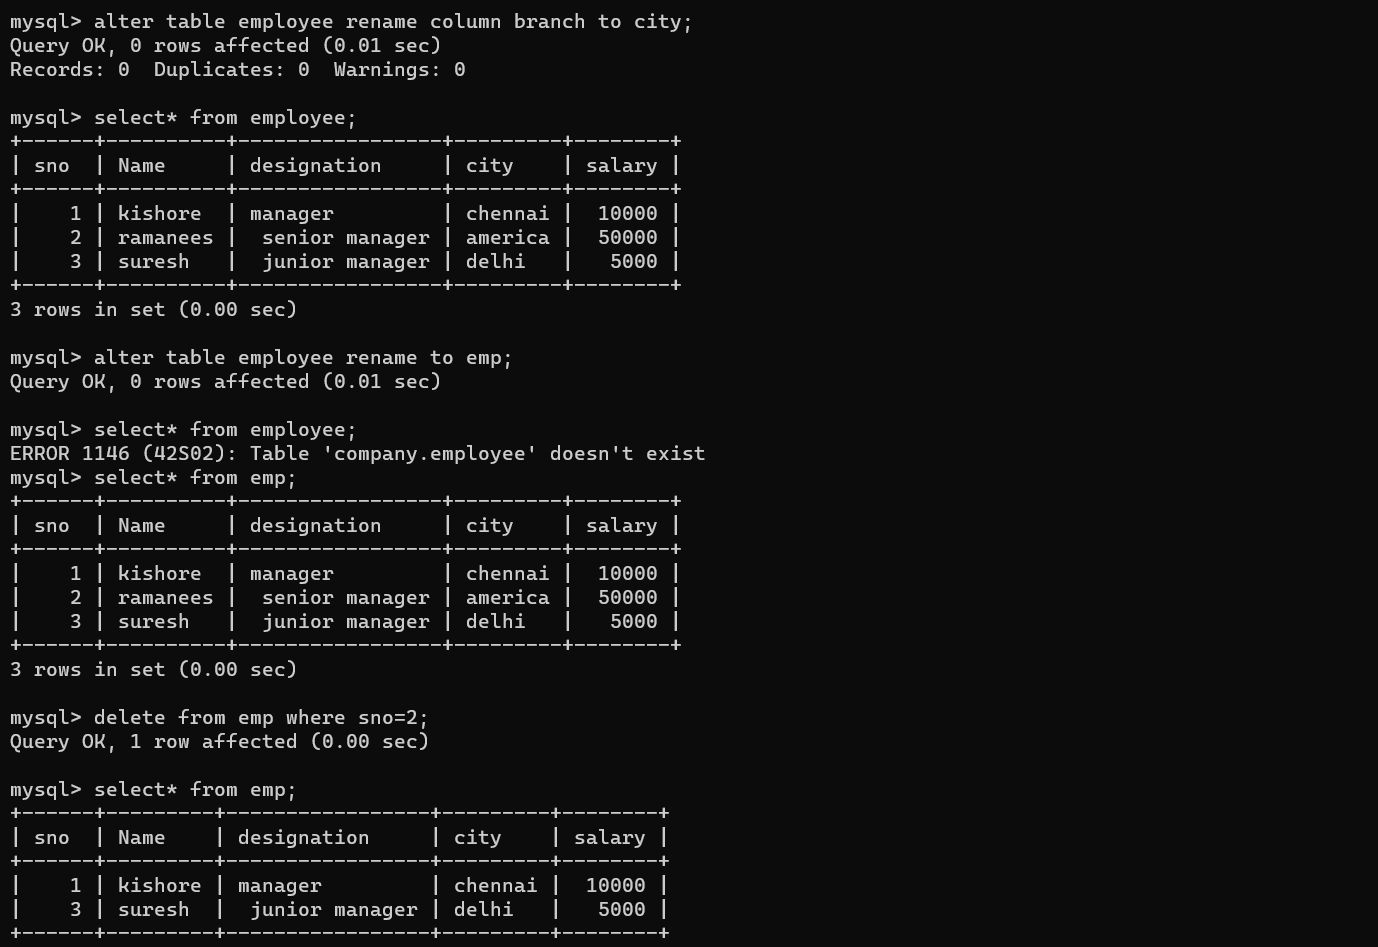 mysql> alter table employee rename column branch to city;
Query OK, 0 rows affected (0.01 sec)
Records: 0  Duplicates: 0  Warnings: 0

mysql> select* from employee;
+------+----------+-----------------+---------+--------+
| sno  | Name     | designation     | city    | salary |
+------+----------+-----------------+---------+--------+
|    1 | kishore  | manager         | chennai |  10000 |
|    2 | ramanees |  senior manager | america |  50000 |
|    3 | suresh   |  junior manager | delhi   |   5000 |
+------+----------+-----------------+---------+--------+
3 rows in set (0.00 sec)

mysql> alter table employee rename to emp;
Query OK, 0 rows affected (0.01 sec)

mysql> select* from employee;
ERROR 1146 (42S02): Table 'company.employee' doesn't exist
mysql> select* from emp;
+------+----------+-----------------+---------+--------+
| sno  | Name     | designation     | city    | salary |
+------+----------+-----------------+---------+--------+
|    1 | kishore  | manager         | chennai |  10000 |
|    2 | ramanees |  senior manager | america |  50000 |
|    3 | suresh   |  junior manager | delhi   |   5000 |
+------+----------+-----------------+---------+--------+
3 rows in set (0.00 sec)

mysql> delete from emp where sno=2;
Query OK, 1 row affected (0.00 sec)

mysql> select* from emp;
+------+---------+-----------------+---------+--------+
| sno  | Name    | designation     | city    | salary |
+------+---------+-----------------+---------+--------+
|    1 | kishore | manager         | chennai |  10000 |
|    3 | suresh  |  junior manager | delhi   |   5000 |
+------+---------+-----------------+---------+--------+